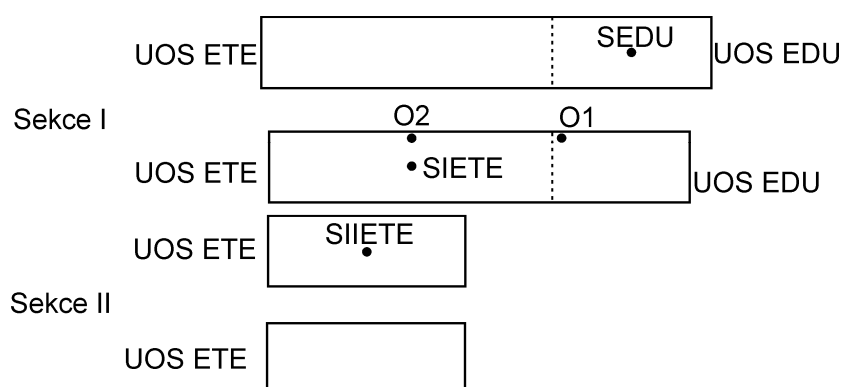 SEDU
UOS ETE
UOS EDU
Sekce I
O2
O1
UOS ETE
SIETE
UOS EDU
SIIETE
UOS ETE
Sekce II
UOS ETE